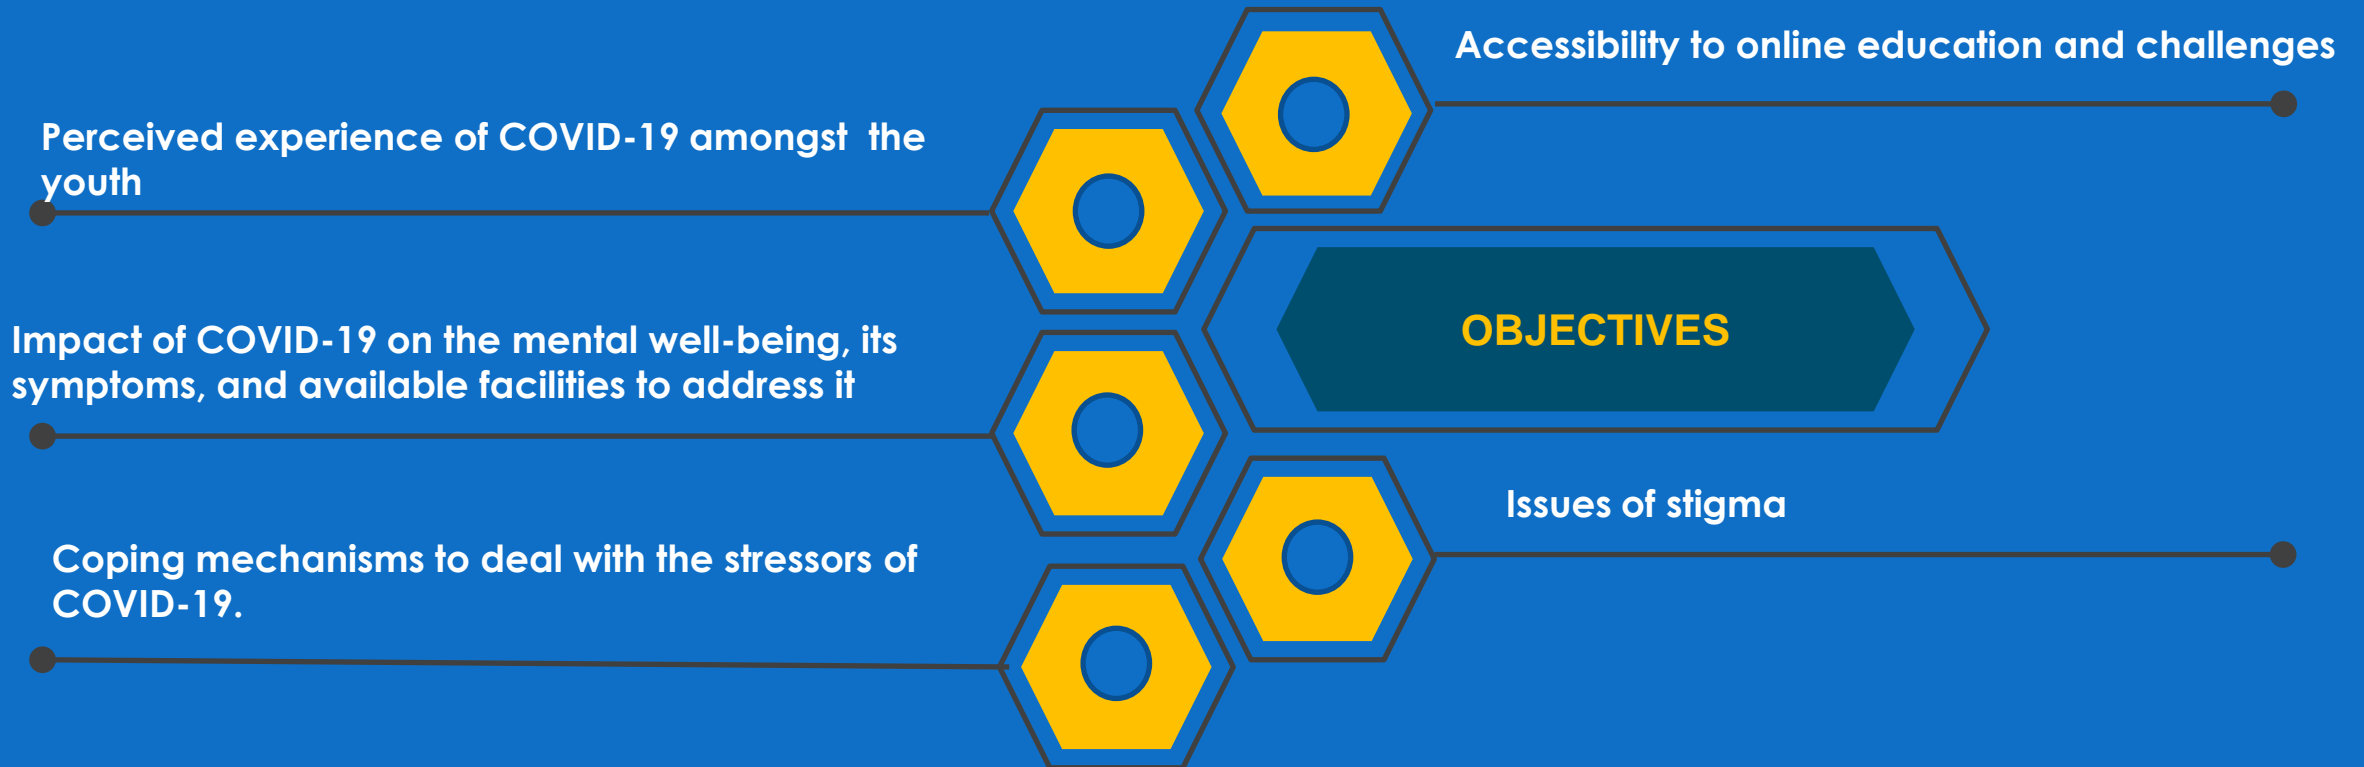 Accessibility to online education and challenges
Perceived experience of COVID-19 amongst  the
youth
Impact of COVID-19 on the mental well-being, its
symptoms, and available facilities to address it
OBJECTIVES
Issues of stigma
Coping mechanisms to deal with the stressors of
COVID-19.